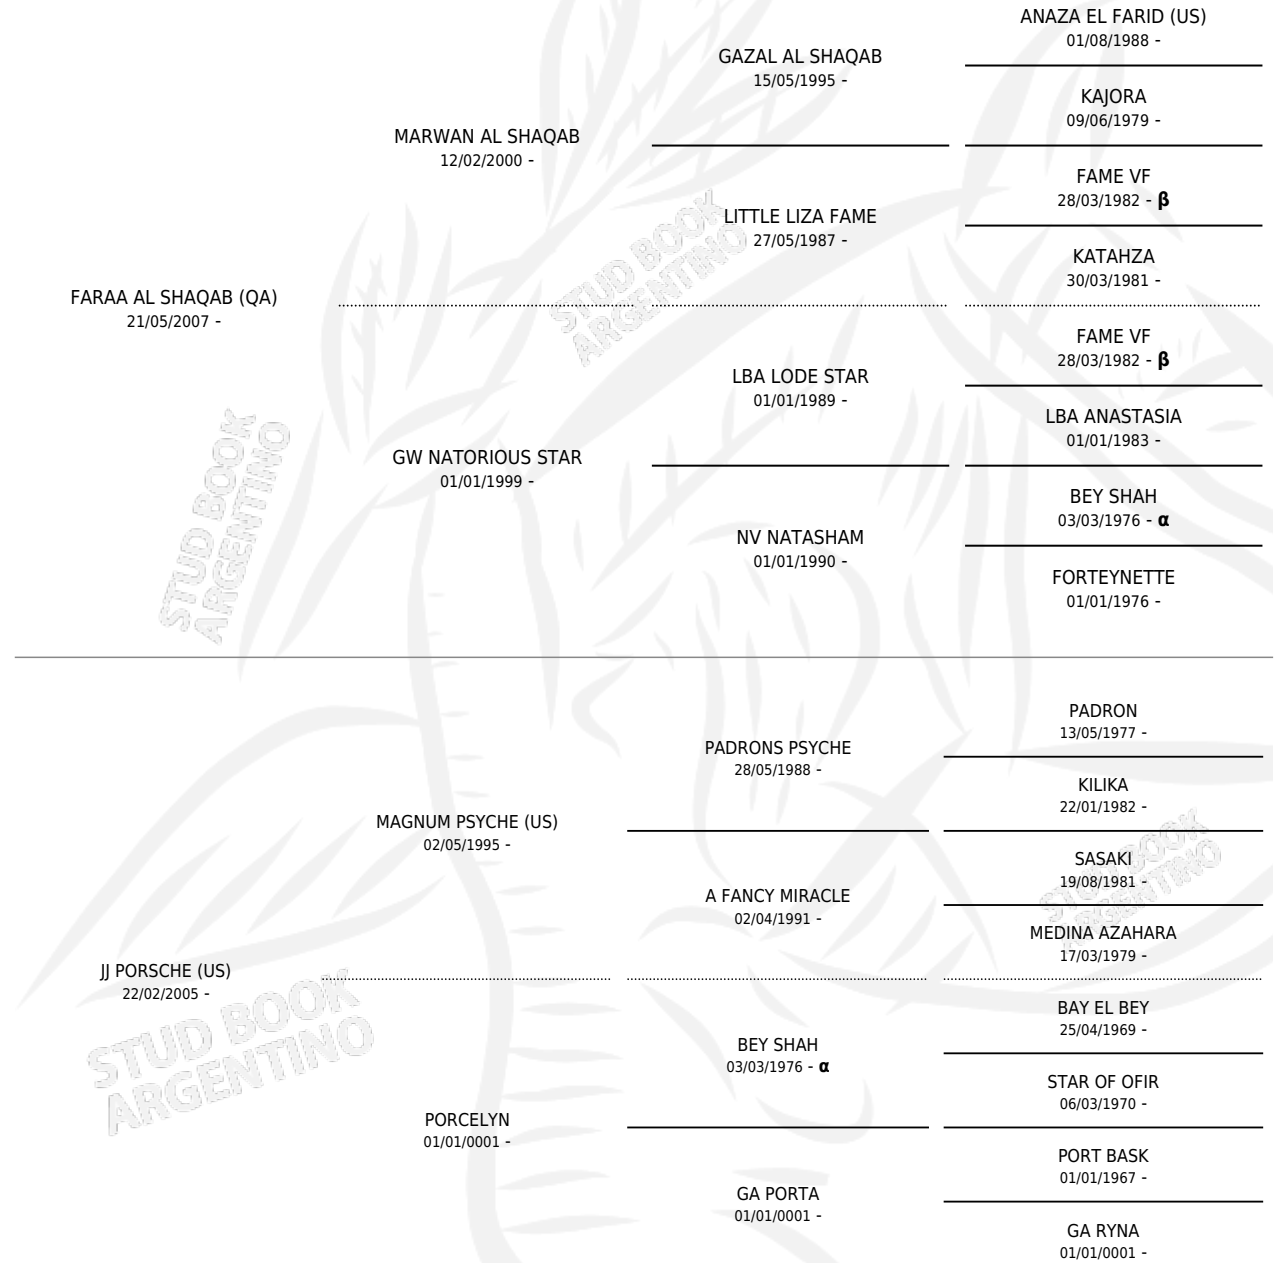 ANAZA EL FARID (US)
01/08/1988 -
GAZAL AL SHAQAB
15/05/1995 -
KAJORA
09/06/1979 -
MARWAN AL SHAQAB
12/02/2000 -
FAME VF
28/03/1982 - β
LITTLE LIZA FAME
27/05/1987 -
KATAHZA
30/03/1981 -
FARAA AL SHAQAB (QA)
21/05/2007 -
FAME VF
28/03/1982 - β
LBA LODE STAR
01/01/1989 -
LBA ANASTASIA
01/01/1983 -
GW NATORIOUS STAR
01/01/1999 -
BEY SHAH
03/03/1976 - α
NV NATASHAM
01/01/1990 -
FORTEYNETTE
01/01/1976 -
PADRON
13/05/1977 -
PADRONS PSYCHE
28/05/1988 -
KILIKA
22/01/1982 -
MAGNUM PSYCHE (US)
02/05/1995 -
SASAKI
19/08/1981 -
A FANCY MIRACLE
02/04/1991 -
MEDINA AZAHARA
17/03/1979 -
JJ PORSCHE (US)
22/02/2005 -
BAY EL BEY
25/04/1969 -
BEY SHAH
03/03/1976 - α
STAR OF OFIR
06/03/1970 -
PORCELYN
01/01/0001 -
PORT BASK
01/01/1967 -
GA PORTA
01/01/0001 -
GA RYNA
01/01/0001 -
STUD BOOK
ARGENTINO
STUD BOOK
ARGENTINO
STUD BOOK
ARGENTINO
STUD BOOK
ARGENTINO